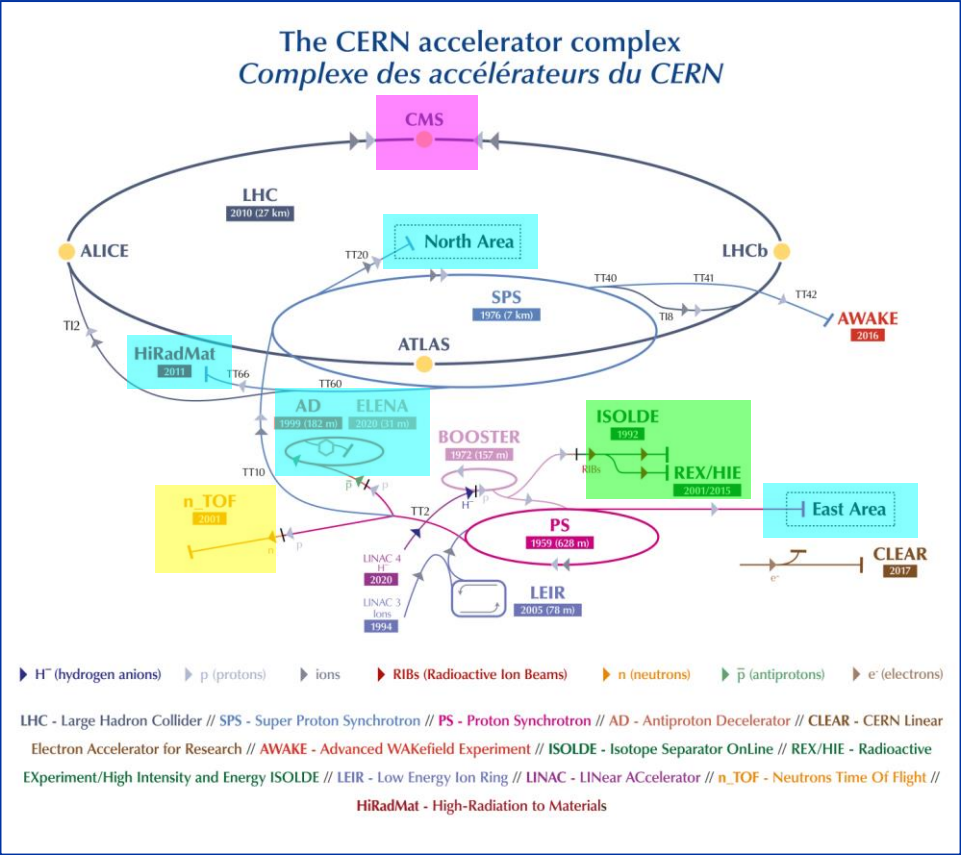 The CERN accelerator complex
Complexe des accélérateurs du CERN
CMS
LHC
2010 (27 km)
ALICE
TT20
North Area
LHCb
TT40
TT41
SPS
1976 (7 km)
TT42
TI2
TI8
AWAKE
2016
ATLAS
HiRadMat
2011
TT66
TT60
AD
1999 (182 m)
ELENA
2020 (31 m)
ISOLDE
1992
BOOSTER
1972 (157 m)
RIBs
REX/HIE
2001/2015
TT10
p̅
p
H⁻
p
n_TOF
2001
East Area
TT2
PS
1959 (628 m)
n
p
LINAC 4
H⁻
2020
CLEAR
2017
e⁻
LINAC 3
Ions
1994
LEIR
2005 (78 m)
H⁻ (hydrogen anions)
p (protons)
ions
RIBs (Radioactive Ion Beams)
n (neutrons)
p̅ (antiprotons)
e⁻ (electrons)
LHC - Large Hadron Collider // SPS - Super Proton Synchrotron // PS - Proton Synchrotron // AD - Antiproton Decelerator // CLEAR - CERN Linear
Electron Accelerator for Research // AWAKE - Advanced WAKefield Experiment // ISOLDE - Isotope Separator OnLine // REX/HIE - Radioactive
EXperiment/High Intensity and Energy ISOLDE // LEIR - Low Energy Ion Ring // LINAC - LINear ACcelerator // n_TOF - Neutrons Time Of Flight //
HiRadMat - High-Radiation to Materials